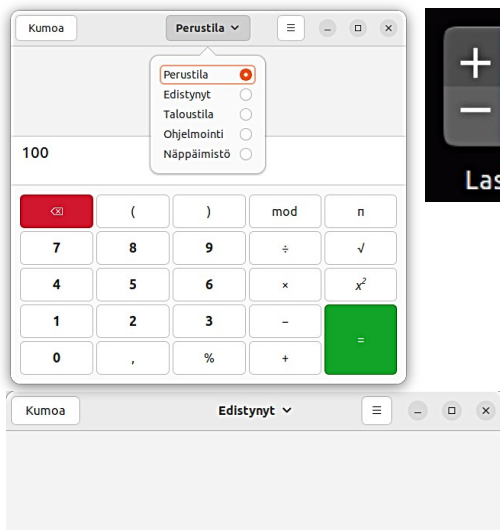 Kumoa Perustila
Perustila
Edistynyt
Taloustila
Ohjelmointi
Näppäimistö
100
( ) mod π
7 8 9 ÷ √
4 5 6 × x²
1 2 3 − =
0 , % +
+
−
Las
Kumoa Edistynyt